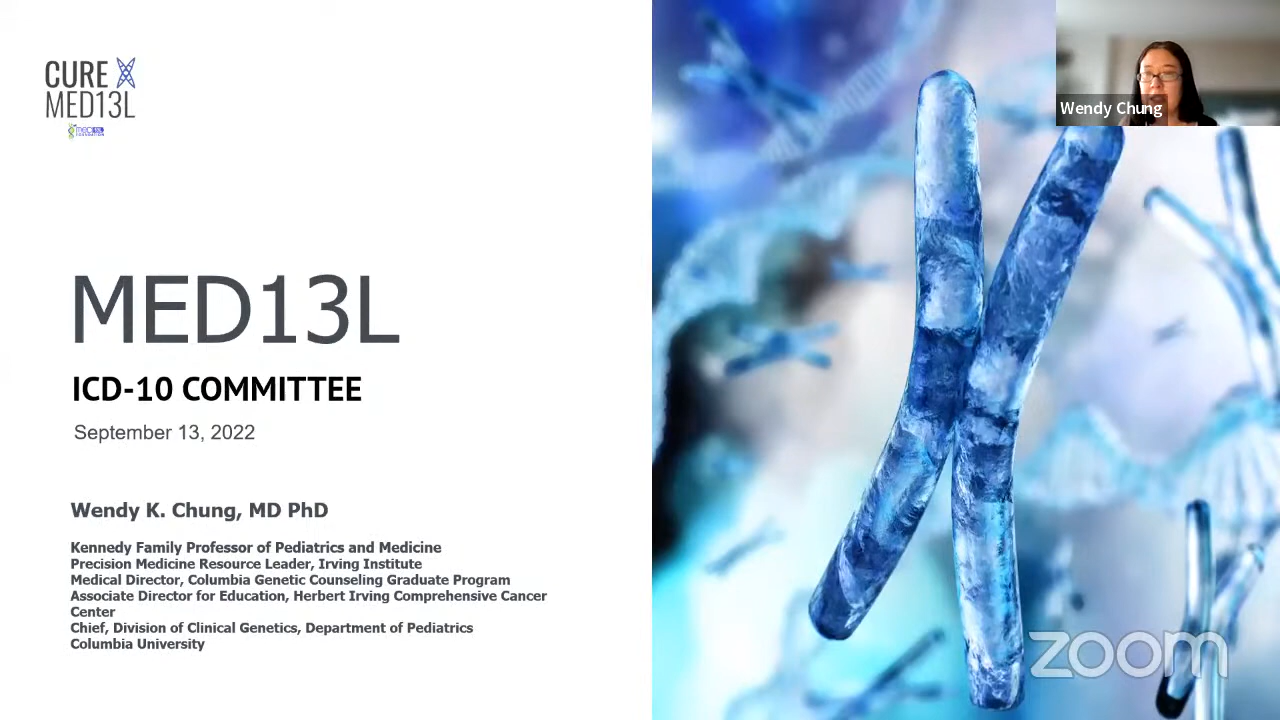 CURE
MED13L
MED13L
ICD-10 COMMITTEE
September 13, 2022
Wendy K. Chung, MD PhD
Kennedy Family Professor of Pediatrics and Medicine
Precision Medicine Resource Leader, Irving Institute
Medical Director, Columbia Genetic Counseling Graduate Program
Associate Director for Education, Herbert Irving Comprehensive Cancer
Center
Chief, Division of Clinical Genetics, Department of Pediatrics
Columbia University
Wendy Chung
zoom